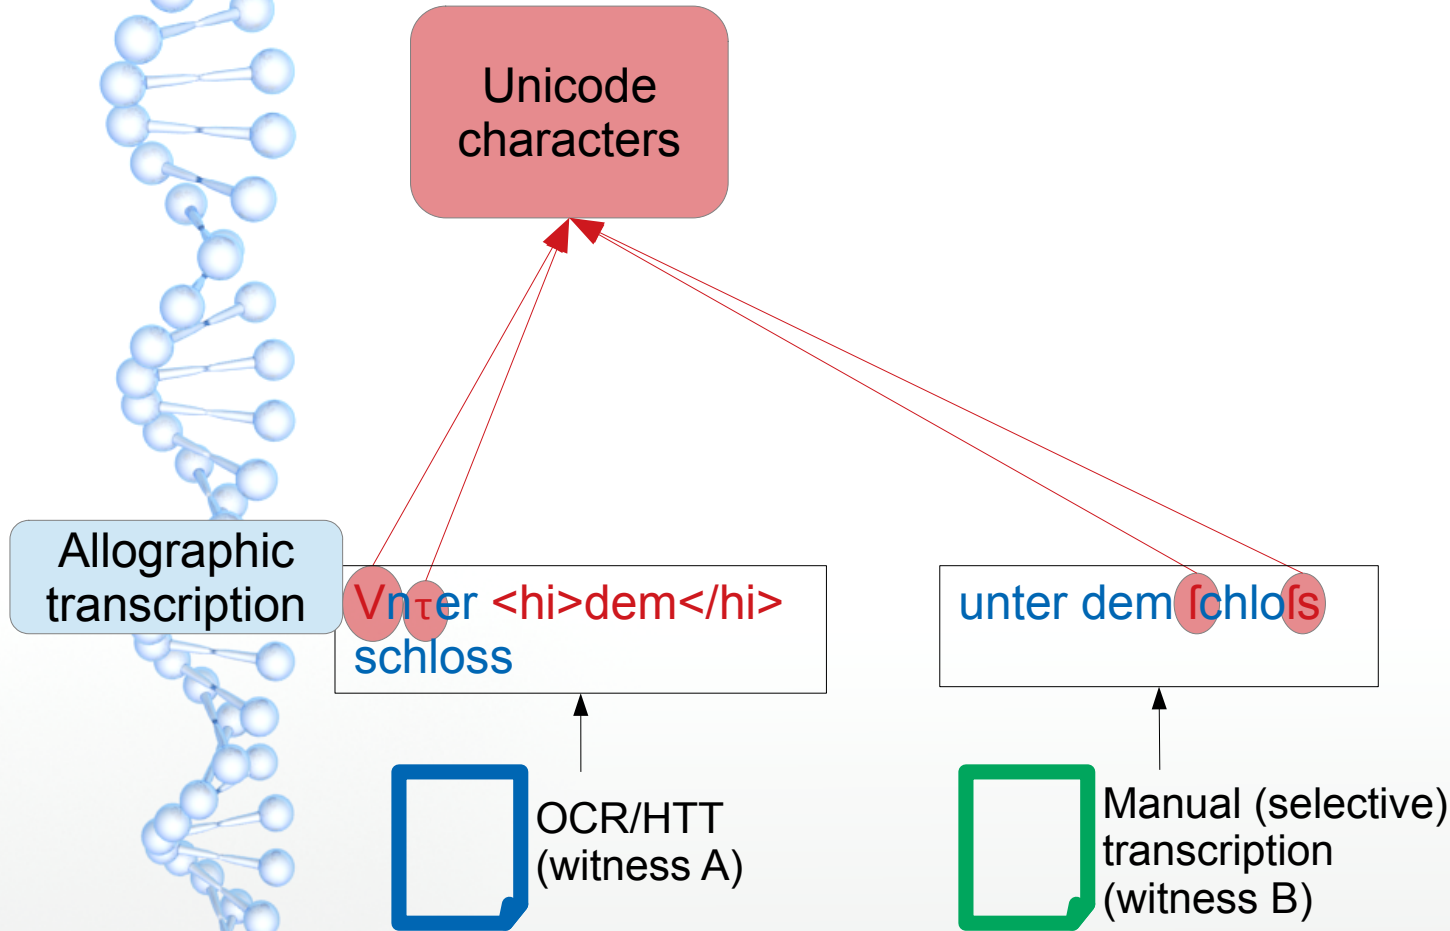 Unicode
characters
Allographic
transcription
Vnτer <hi>dem</hi>
schloss
unter dem ſchloſs
OCR/HTT
(witness A)
Manual (selective)
transcription
(witness B)